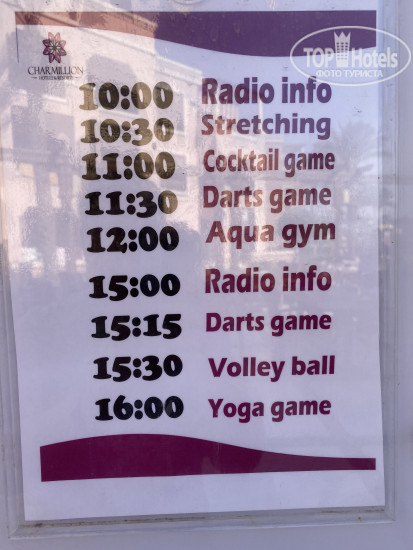 CHARMILLION
TOP Hotels
ФОТО ТУРИСТА
10:00 Radio info
10:30 Stretching
11:00 Cocktail game
11:30 Darts game
12:00 Aqua gym
15:00 Radio info
15:15 Darts game
15:30 Volley ball
16:00 Yoga game